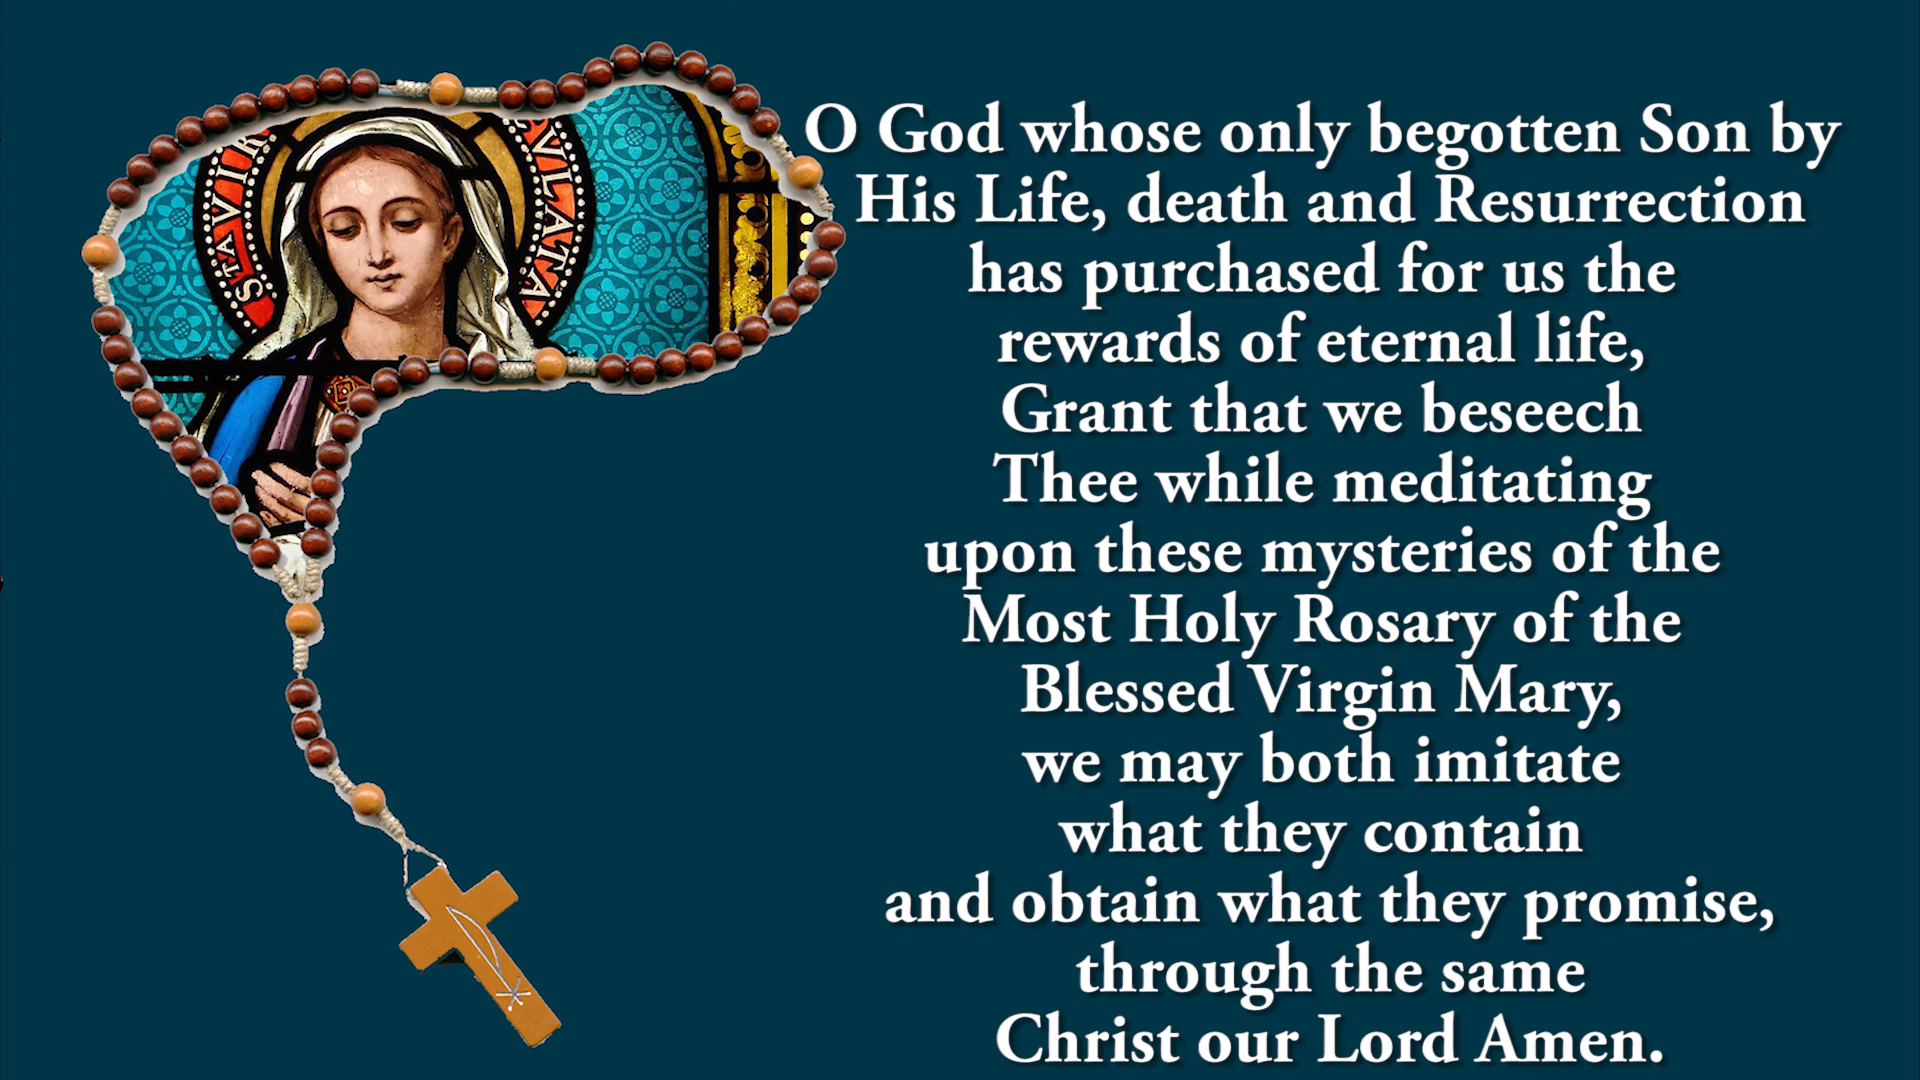 STA VIR
VLATA
O God whose only begotten Son by
His Life, death and Resurrection
has purchased for us the
rewards of eternal life,
Grant that we beseech
Thee while meditating
upon these mysteries of the
Most Holy Rosary of the
Blessed Virgin Mary,
we may both imitate
what they contain
and obtain what they promise,
through the same
Christ our Lord Amen.